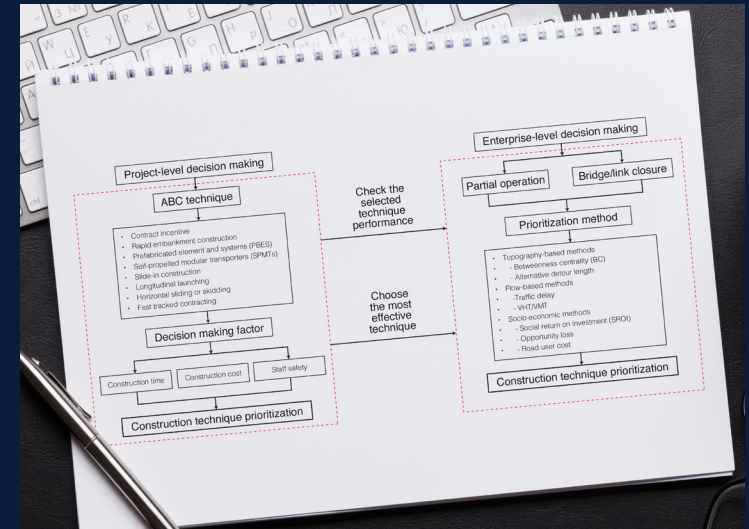 Project-level decision making
ABC technique
• Contract incentive
• Rapid embankment construction
• Prefabricated element and systems (PBES)
• Self-propelled modular transporters (SPMTs)
• Slide-in construction
• Longitudinal launching
• Horizontal sliding or skidding
• Fast tracked contracting
Decision making factor
Construction time
Construction cost
Staff safety
Construction technique prioritization
Check the
selected
technique
performance
Choose
the most
effective
technique
Enterprise-level decision making
Partial operation
Bridge/link closure
Prioritization method
• Topography-based methods
• - Betweenness centrality (BC)
• - Alternative detour length
• Flow-based methods
• -Traffic delay
• - VHT/VMT
• Socio-economic methods
• - Social return on investment (SROI)
• - Opportunity loss
• - Road user cost
Construction technique prioritization